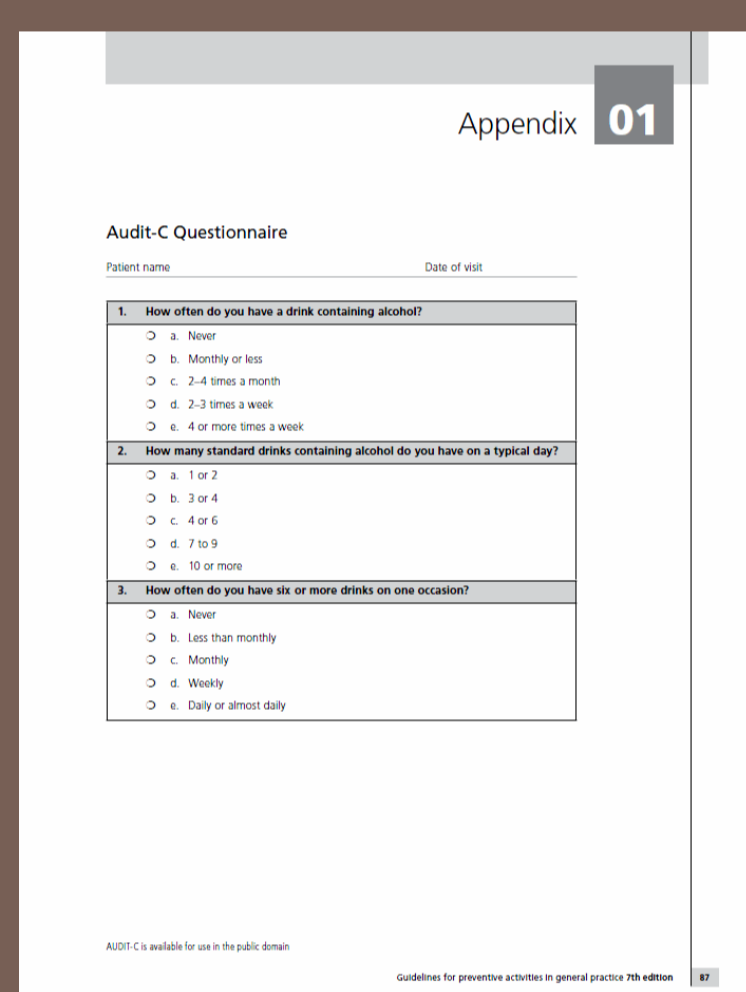 Appendix 01
Audit-C Questionnaire
Patient name Date of visit
1. How often do you have a drink containing alcohol?
a. Never
b. Monthly or less
c. 2–4 times a month
d. 2–3 times a week
e. 4 or more times a week
2. How many standard drinks containing alcohol do you have on a typical day?
a. 1 or 2
b. 3 or 4
c. 4 or 6
d. 7 to 9
e. 10 or more
3. How often do you have six or more drinks on one occasion?
a. Never
b. Less than monthly
c. Monthly
d. Weekly
e. Daily or almost daily
AUDIT-C is available for use in the public domain
Guidelines for preventive activities in general practice 7th edition 87